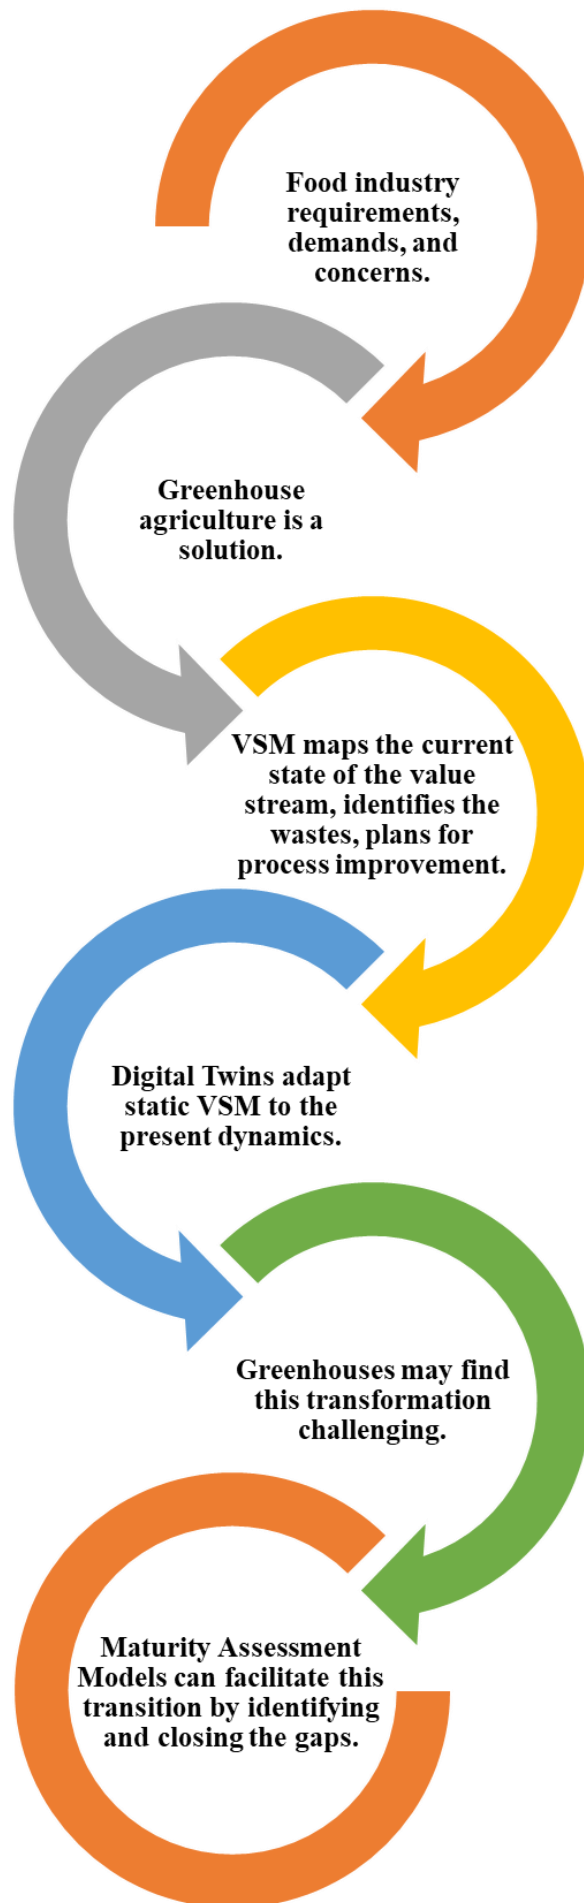 Food industry
requirements,
demands, and
concerns.
Greenhouse
agriculture is a
solution.
VSM maps the current
state of the value
stream, identifies the
wastes, plans for
process improvement.
Digital Twins adapt
static VSM to the
present dynamics.
Greenhouses may find
this transformation
challenging.
Maturity Assessment
Models can facilitate this
transition by identifying
and closing the gaps.